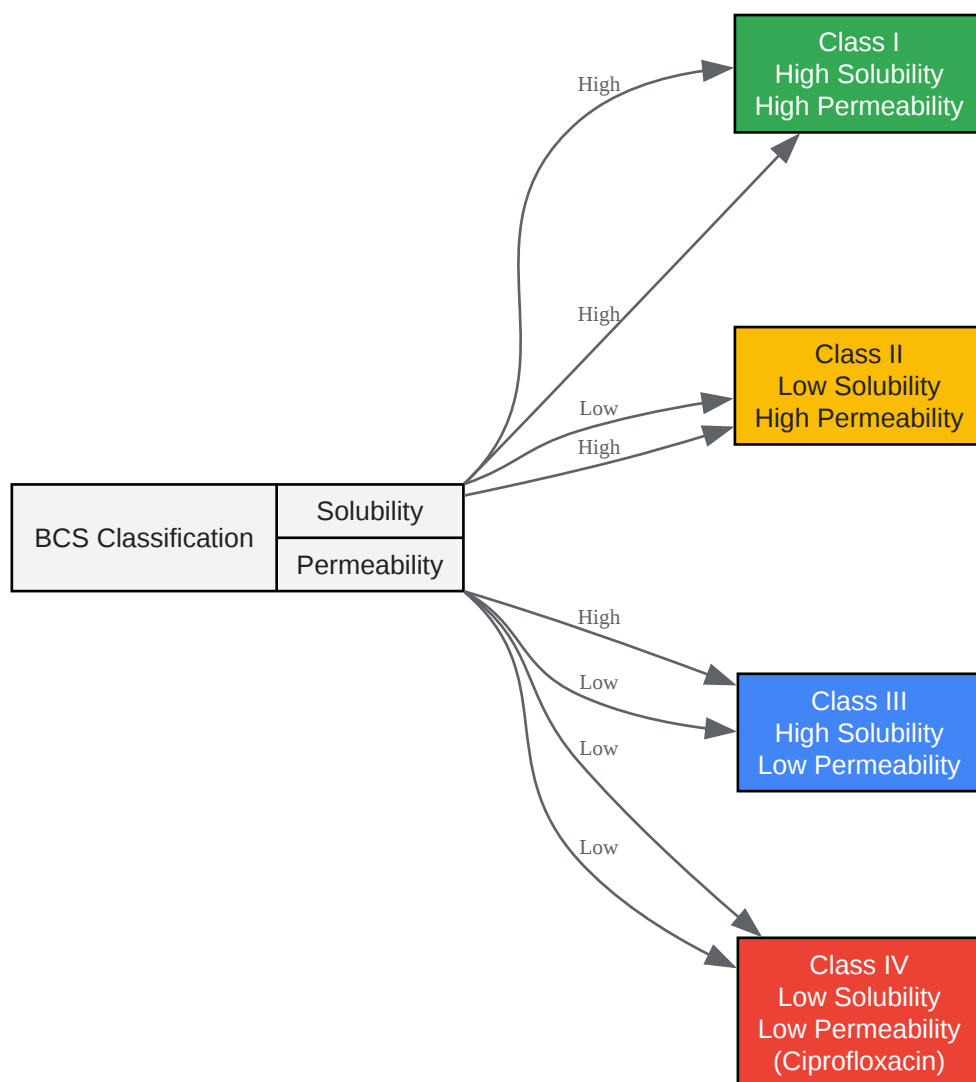 Class I
High Solubility
High Permeability
High
High
Class II
Low Solubility
High Permeability
Low
High
BCS Classification
Solubility
Permeability
High
Low
Class III
High Solubility
Low Permeability
Low
Low
Class IV
Low Solubility
Low Permeability
(Ciprofloxacin)